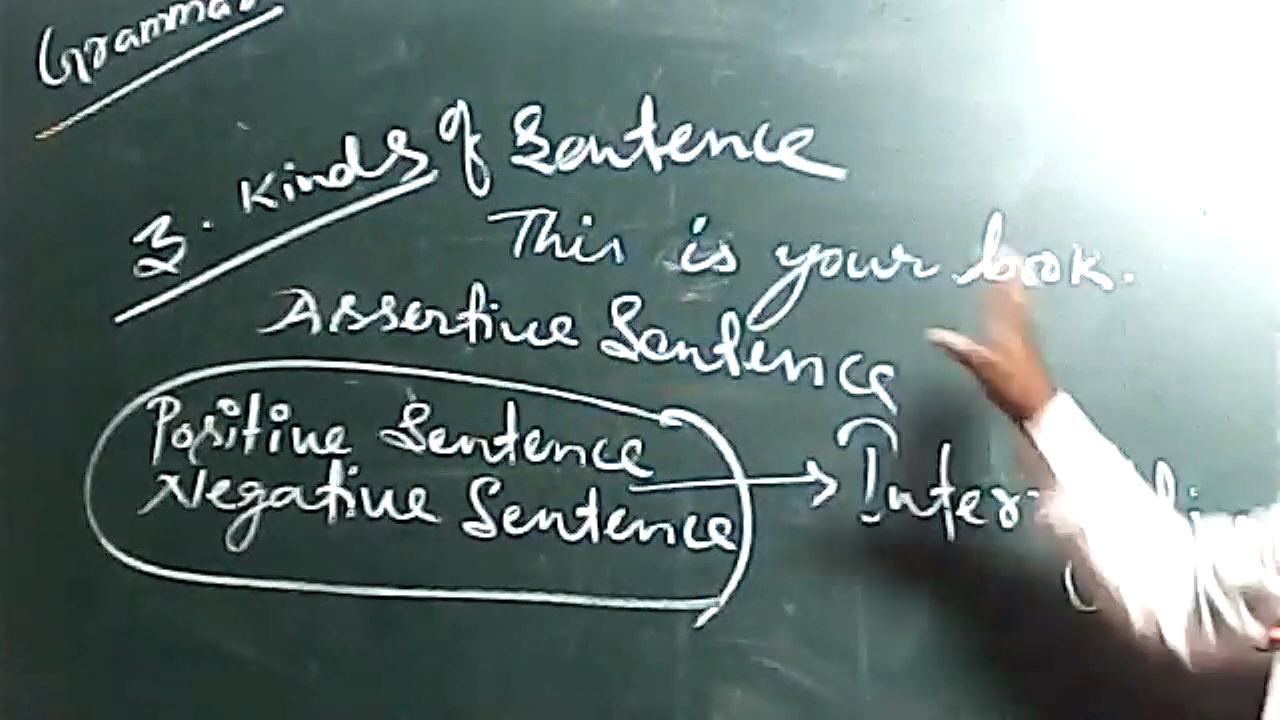 Grammar
3. Kinds of Sentence
This is your book.
Assertive Sentence
Positive Sentence
Negative Sentence